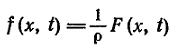 f(x, t) = 1/ρ F(x, t)